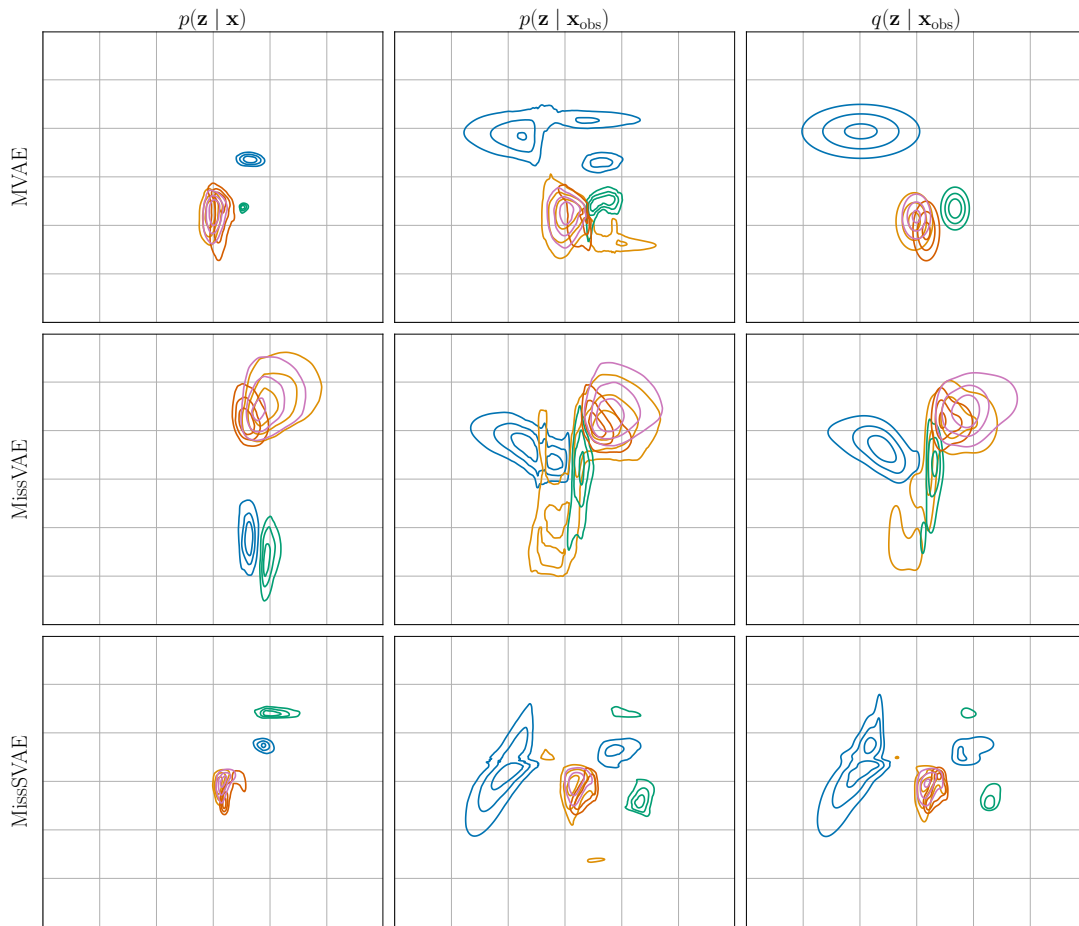 p(z | x)
p(z | x_obs)
q(z | x_obs)
MVAE
MissVAE
MissSVAE